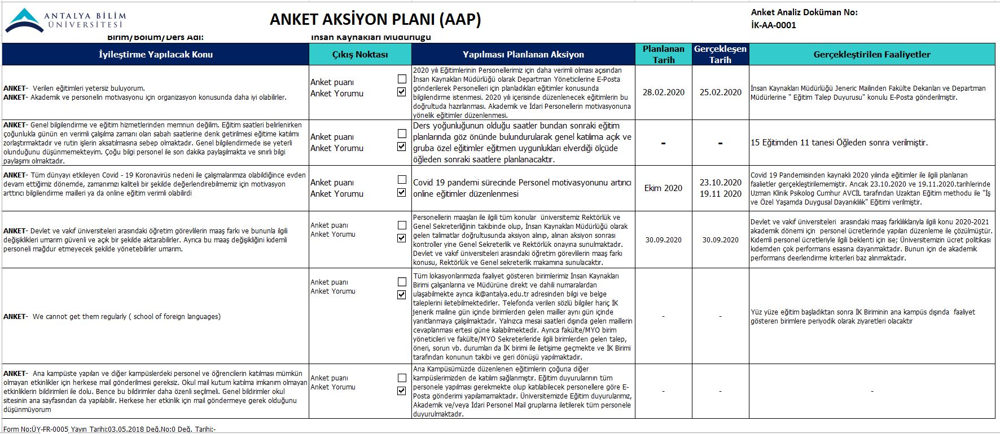 ANTALYA BİLİM
ÜNİVERSİTESİ
ANKET AKSİYON PLANI (AAP)
Anket Analiz Doküman No:
İK-AA-0001
Birim/Bölüm/Ders Adı:
İnsan Kaynakları Müdürlüğü
İyileştirme Yapılacak Konu
Çıkış Noktası
Yapılması Planlanan Aksiyon
Planlanan
Tarih
Gerçekleşen
Tarih
Gerçekleştirilen Faaliyetler
ANKET- Verilen eğitimleri yetersiz buluyorum.
ANKET- Akademik ve personelin motivasyonu için organizasyon konusunda daha iyi olabilirler.
Anket puanı
Anket Yorumu
2020 yılı Eğitimlerinin Personellerimiz için daha verimli olması açısından
İnsan Kaynakları Müdürlüğü olarak Departman Yöneticilerine E-Posta
gönderilerek Personelleri için planladıkları eğitimler konusunda
bilgilendirme istenmesi. 2020 yılı içerisinde düzenlenecek eğitimlerin bu
doğrultuda hazırlanması. Akademik ve İdari Personellerin motivasyonuna
yönelik eğitimler düzenlenmesi.
28.02.2020
25.02.2020
İnsan Kaynakları Müdürlüğü Jeneric Mailinden Fakülte Dekanları ve Departman
Müdürlerine " Eğitim Talep Duyurusu" konulu E-Posta gönderilmiştir.
ANKET- Genel bilgilendirme ve eğitim hizmetlerinden memnun değilim. Eğitim saatleri belirlenirken
çoğunlukla günün en verimli çalışılma zamanı olan sabah saatlerine denk getirilmesi eğitime katılımı
zorlaştırmaktadır ve rutin işlerin aksatılmasına sebep olmaktadır. Genel bilgilendirmede ise yeterli
olunduğunu düşünmemekteyim. Çoğu bilgi personel ile son dakika paylaşılmakta ve sınırlı bilgi
paylaşımı olmaktadır.
Anket puanı
Anket Yorumu
Ders yoğunluğunun olduğu saatler bundan sonraki eğitim
planlarında göz önünde bulundurularak genel katılıma açık ve
gruba özel eğitimler eğitmen uygunlukları elverdiği ölçüde
öğleden sonraki saatlere planlanacaktır.
-
-
15 Eğitimden 11 tanesi Öğleden sonra verilmiştir.
ANKET- Tüm dünyayı etkileyen Covid - 19 Koronavirüs nedeni ile çalışmalarımıza olabildiğince evden
devam ettiğimiz dönemde, zamanımızı kaliteli bir şekilde değerlendirebilmemiz için motivasyon
arttırıcı bilgilendirme mailleri ya da online eğitim verimli olabilirdi
Anket puanı
Anket Yorumu
Covid 19 pandemi sürecinde Personel motivasyonunu artırıcı
online eğitimler düzenlenmesi
Ekim 2020
23.10.2020
19.11 2020
Covid 19 Pandemisinden kaynaklı 2020 yılında eğitimler ile ilgili planlanan
faalietler gerçekleştirilememiştir. Ancak 23.10.2020 ve 19.11.2020.tarihlerinde
Uzman Klinik Psikolog Cumhur AVCİL tarafından Uzaktan Eğitim methodu ile "İş
ve Özel Yaşamda Duygusal Dayanıklılık" Eğitimi verilmiştir.
ANKET- Devlet ve vakıf üniversiteleri arasındaki öğretim görevlilerin maaş farkı ve bununla ilgili
değişiklikleri umarım güvenli ve açık bir şekilde aktarabilirler. Ayrıca bu maaş değişikliğini kıdemli
personeli mağdur etmeyecek şekilde yönetebilirler umarım.
Anket puanı
Anket Yorumu
Personellerin maaşları ile ilgili tüm konular üniversitemiz Rektörlük ve
Genel Sekreterliğinin takibinde olup, İnsan Kaynakları Müdürlüğü olarak
gelen talimatlar doğrultusunda aksiyon alınıp, alınan aksiyon sonrası
kontroller yine Genel Sekreterlik ve Rektörlük onayına sunulmaktadır.
Devlet ve vakıf üniversiteleri arasındaki öğretim görevlilerin maaş farkı
konusu, Rektörlük ve Genel sekreterlik makamına sunulacaktır.
30.09.2020
30.09.2020
Devlet ve vakıf üniversiteleri arasındaki maaş farklılıklarıyla ilgili konu 2020-2021
akademik dönemi için personel ücretlerinde yapılan düzenleme ile çözülmüştür.
Kıdemli personel ücretleriyle ilgili beklenti için ise; Üniversitemizin ücret politikası
kıdemden çok performans esasına dayanmaktadır. Bunun için de akademik
performans deerlendirme kriterleri baz alınmaktadır.
ANKET- We cannot get them regularly ( school of foreign languages)
Anket puanı
Anket Yorumu
Tüm lokasyonlarımızda faaliyet gösteren birimlerimiz İnsan Kaynakları
Birimi çalışanlarına ve Müdürüne direkt ve dahili numaralardan
ulaşabilmekte ayrıca ik@antalya.edu.tr adresinden bilgi ve belge
taleplerini iletebilmektedirler. Telefonda verilen sözlü bilgiler hariç İK
jenerik mailine gün içinde birimlerden gelen mailler aynı gün içinde
yanıtlanmaya çalışılmaktadır. Yalnızca mesai saatleri dışında gelen maillerin
cevaplanması ertesi güne kalabilmektedir. Ayrıca fakülte/MYO birim
yöneticileri ve fakülte/MYO Sekreterleride ilgili birimlerden gelen talep,
öneri, sorun vb. durumları da İK birimi ile iletişime geçmekte ve İK Birimi
tarafından konunun takibi ve geri dönüşü yapılmaktadır.
-
-
Yüz yüze eğitim başladıktan sonra İK Biriminin ana kampüs dışında faaliyet
gösteren birimlere periyodik olarak ziyaretleri olacaktır
ANKET- Ana kampüste yapılan ve diğer kampüslerdeki personel ve öğrencilerin katılması mümkün
olmayan etkinlikler için herkese mail gönderilmesi gereksiz. Okul mail kutum katılma imkanım olmayan
etkinliklerin bildirimleri ile dolu. Bence bu bildirimler daha özenli seçilmeli. Genel bildirimler okul
sitesinin ana sayfasından da yapılabilir. Herkese her etkinlik için mail göndermeye gerek olduğunu
düşünmüyorum
Anket puanı
Anket Yorumu
Ana Kampüsümüzde düzenlenen eğitimlerin çoğuna diğer
kampüslerimizden de katılım sağlanmıştır. Eğitim duyurularının tüm
personele yapılması gerekmekte olup katılabilecek personellere göre E-
Posta gönderimi yapılamamaktadır. Üniversitemizde Eğitim duyurularımız,
Akademik ve/veya İdari Personel Mail gruplarına iletilerek tüm personele
duyurulmaktadır.
-
-
-
Form No:ÜY-FR-0005 Yayın Tarihi:03.05.2018 Değ.No:0 Değ. Tarihi:-